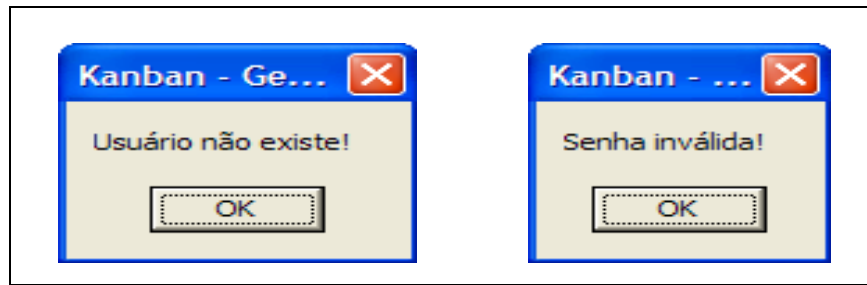 Kanban - Ge...
Usuário não existe!
OK
Kanban - ...
Senha inválida!
OK